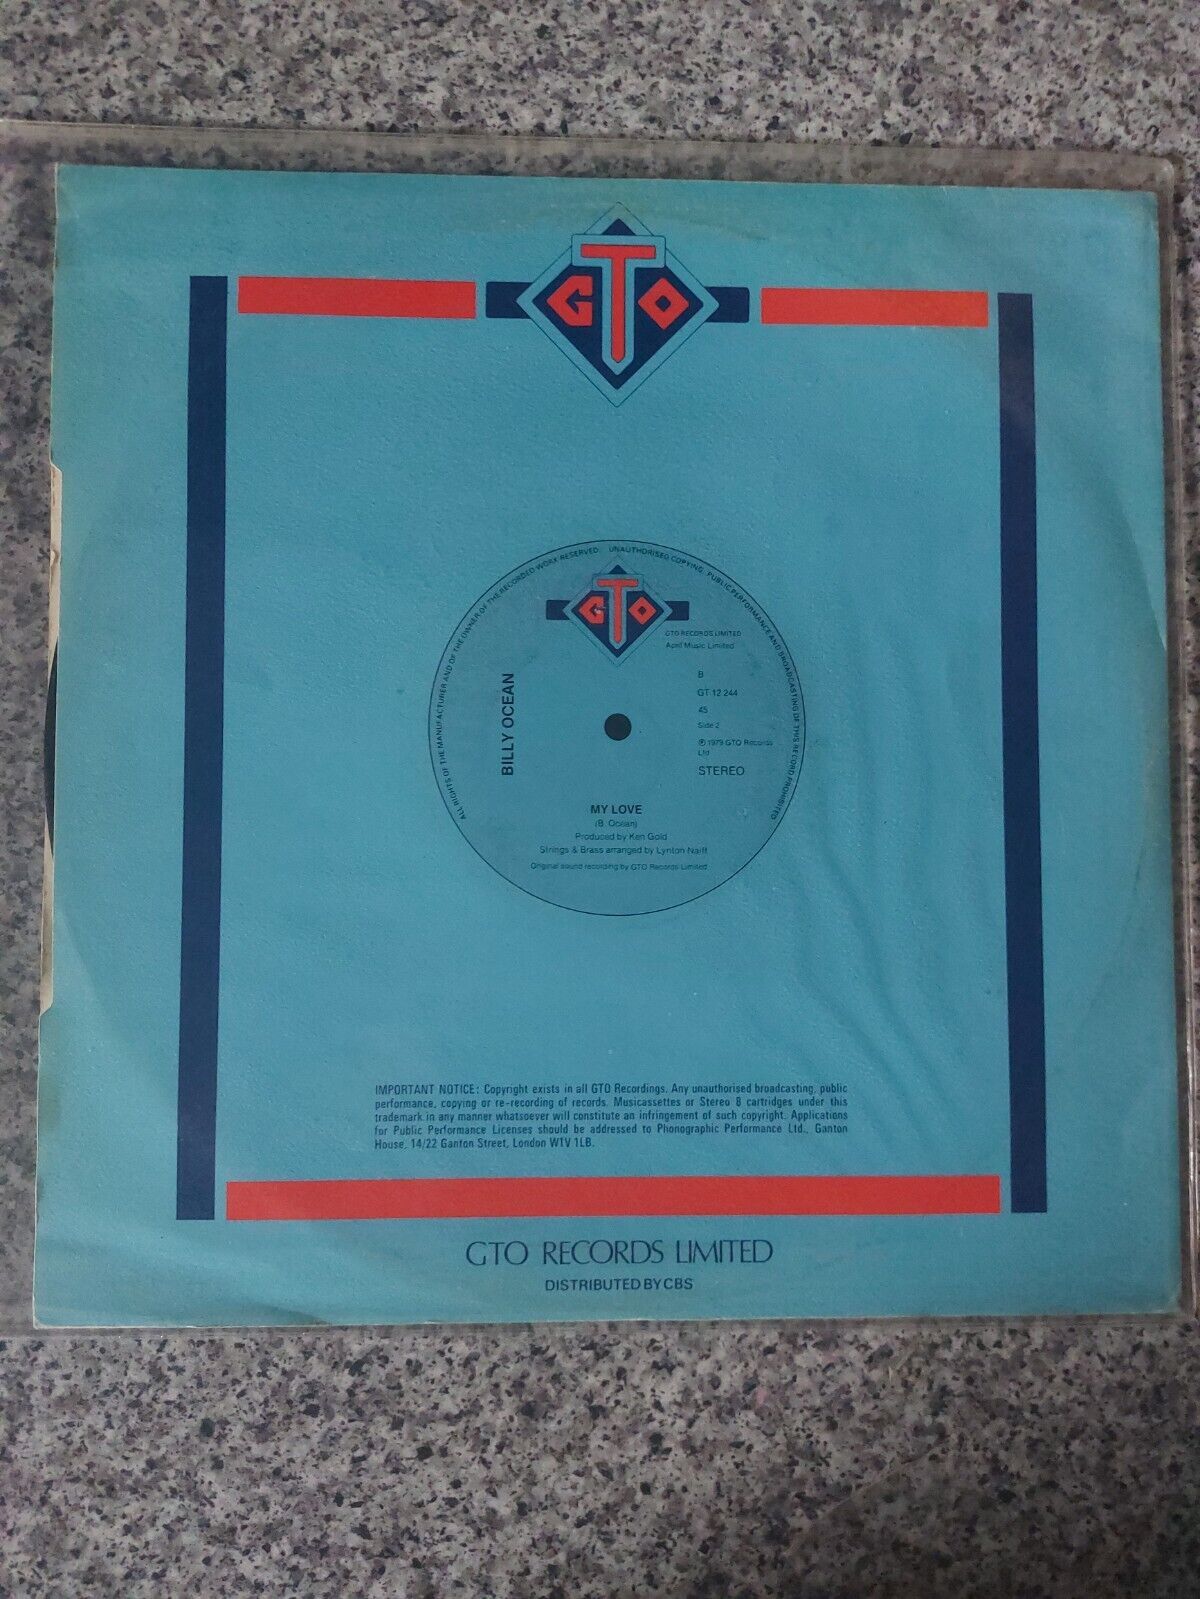 GTO
ALL RIGHTS OF THE MANUFACTURER AND OF THE OWNER OF THE RECORDED WORK RESERVED. UNAUTHORISED COPYING, PUBLIC PERFORMANCE AND BROADCASTING OF THIS RECORD PROHIBITED
GTO
GTO RECORDS LIMITED
April Music Limited
BILLY OCEAN
B
GT 12 244
45
Side 2
℗ 1979 GTO Records
Ltd
STEREO
MY LOVE
(B. Ocean)
Produced by Ken Gold
Strings & Brass arranged by Lynton Naiff
Original sound recording by GTO Records Limited
IMPORTANT NOTICE: Copyright exists in all GTO Recordings. Any unauthorised broadcasting, public
performance, copying or re-recording of records. Musicassettes or Stereo 8 cartridges under this
trademark in any manner whatsoever will constitute an infringement of such copyright. Applications
for Public Performance Licenses should be addressed to Phonographic Performance Ltd., Ganton
House, 14/22 Ganton Street, London W1V 1LB.
GTO RECORDS LIMITED
DISTRIBUTED BY CBS